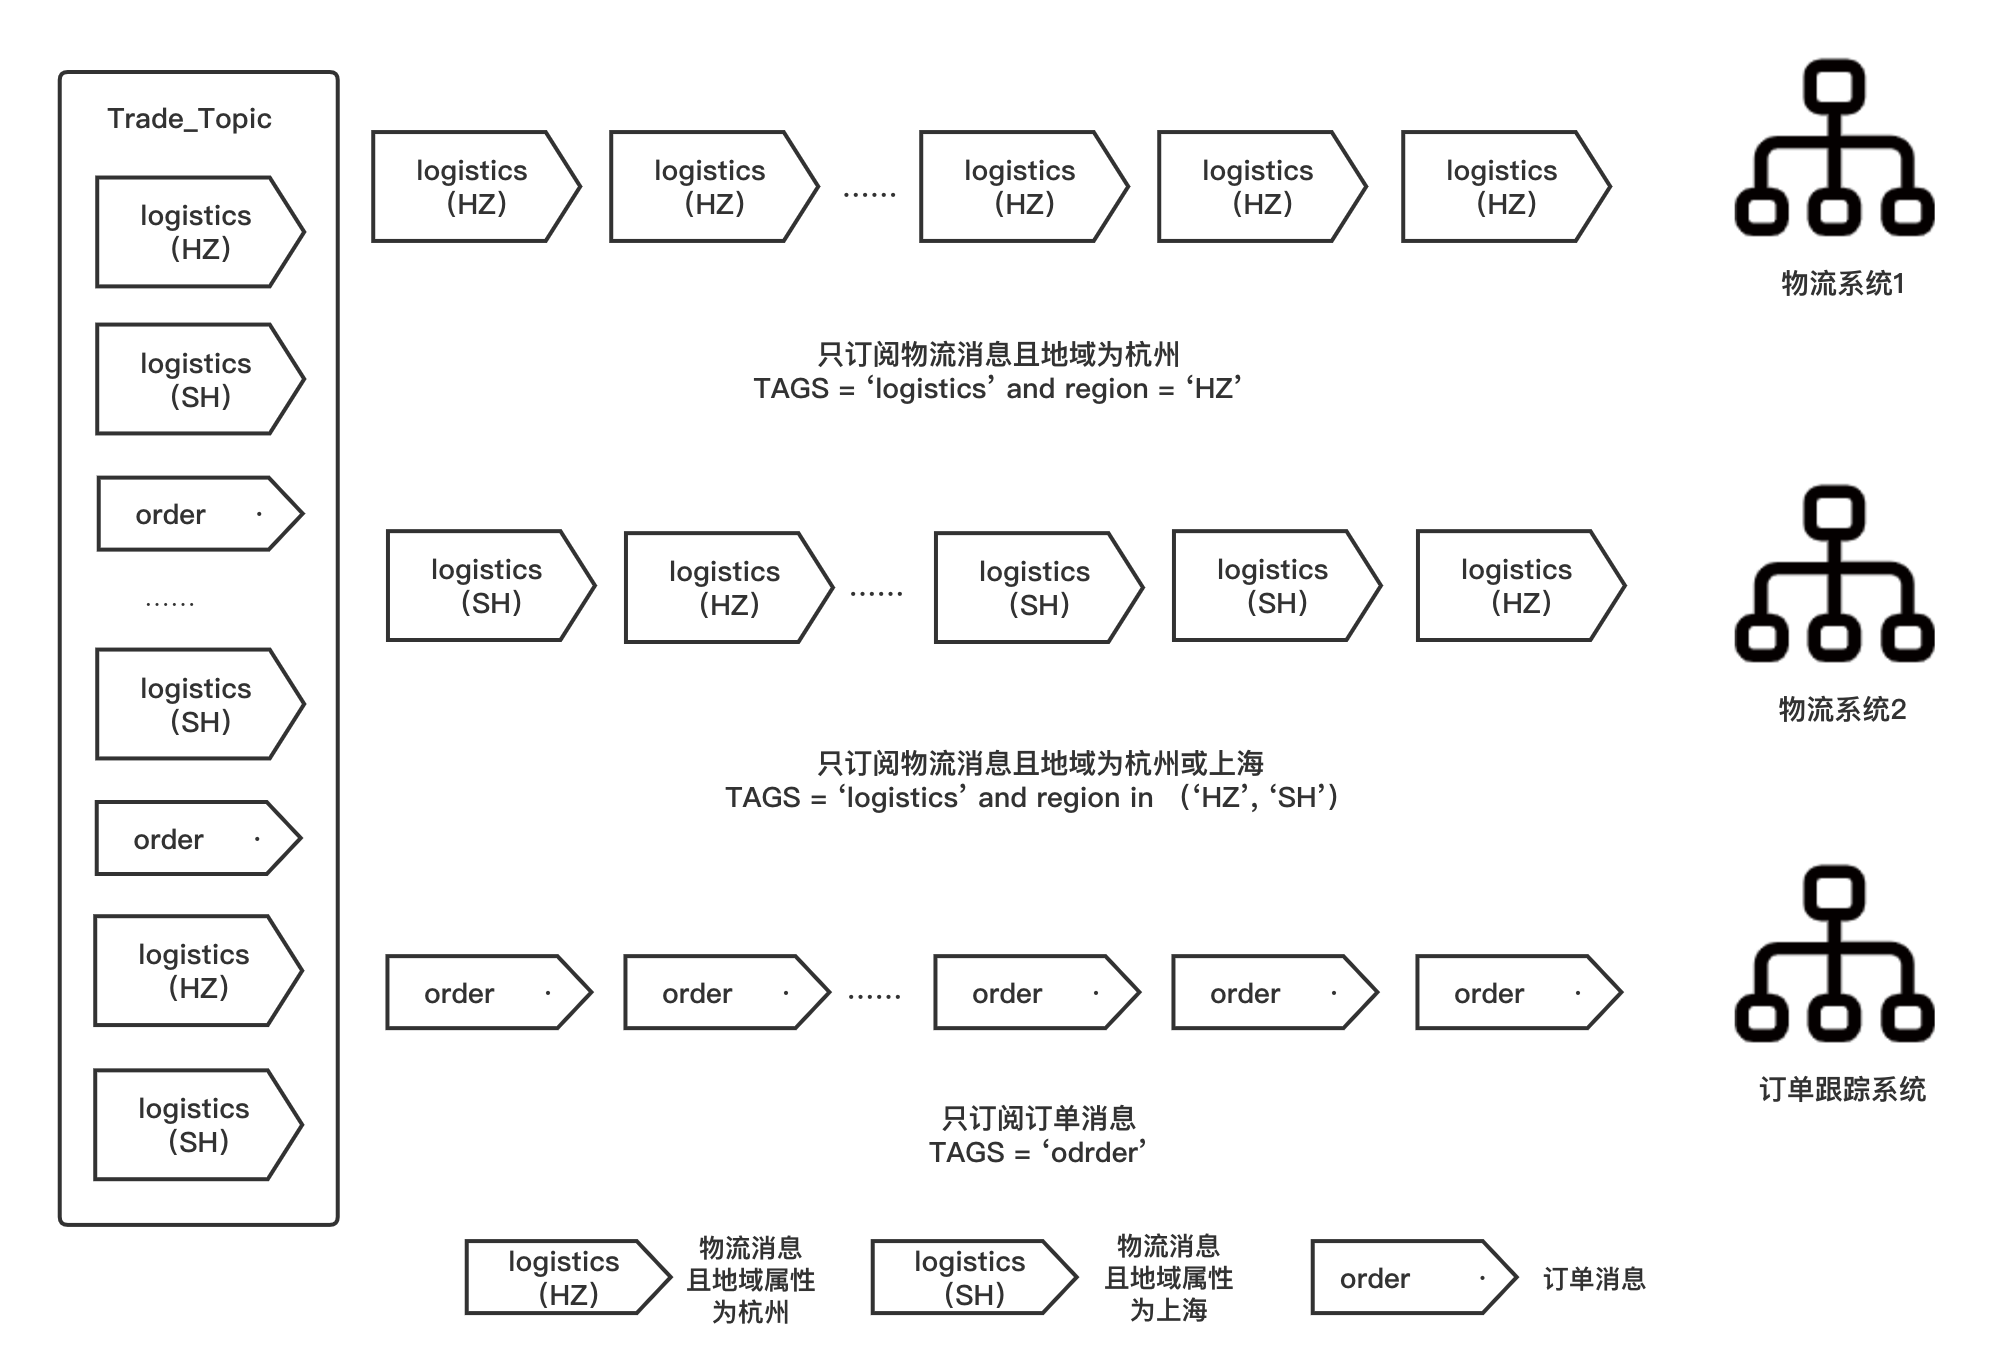 Trade_Topic
logistics
(HZ)
logistics
(SH)
order ·
······
logistics
(SH)
order ·
logistics
(HZ)
logistics
(SH)
logistics
(HZ)
logistics
(HZ)
······
logistics
(HZ)
logistics
(HZ)
logistics
(HZ)
物流系统1
只订阅物流消息且地域为杭州
TAGS = ‘logistics’ and region = ‘HZ’
logistics
(SH)
logistics
(HZ)
······
logistics
(SH)
logistics
(SH)
logistics
(HZ)
物流系统2
只订阅物流消息且地域为杭州或上海
TAGS = ‘logistics’ and region in （‘HZ’, ‘SH’）
order ·
order ·
······
order ·
order ·
order ·
订单跟踪系统
只订阅订单消息
TAGS = ‘odrder’
logistics
(HZ)
物流消息
且地域属性
为杭州
logistics
(SH)
物流消息
且地域属性
为上海
order ·
订单消息